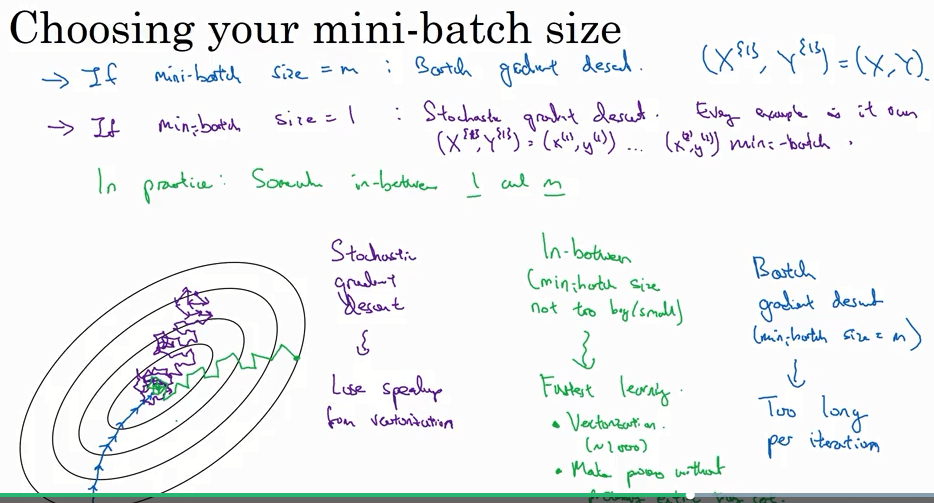 Choosing your mini-batch size
→ If mini-batch size = m : Batch gradient descent. (X^{1}, Y^{1}) = (X, Y).
→ If mini-batch size = 1 : Stochastic gradient descent. Every example is it own
(X^{1}, Y^{1}) = (x^(1), y^(1)) ... mini-batch.
In practice: Somewhere in-between 1 and m
Stochastic
gradient
descent
Lose speedup
from vectorization
In-between
(mini-batch size
not too big/small)
Fastest learning.
• Vectorization.
(~1000)
• Make progress without
Batch
gradient descent
(mini-batch size = m)
Too long
per iteration